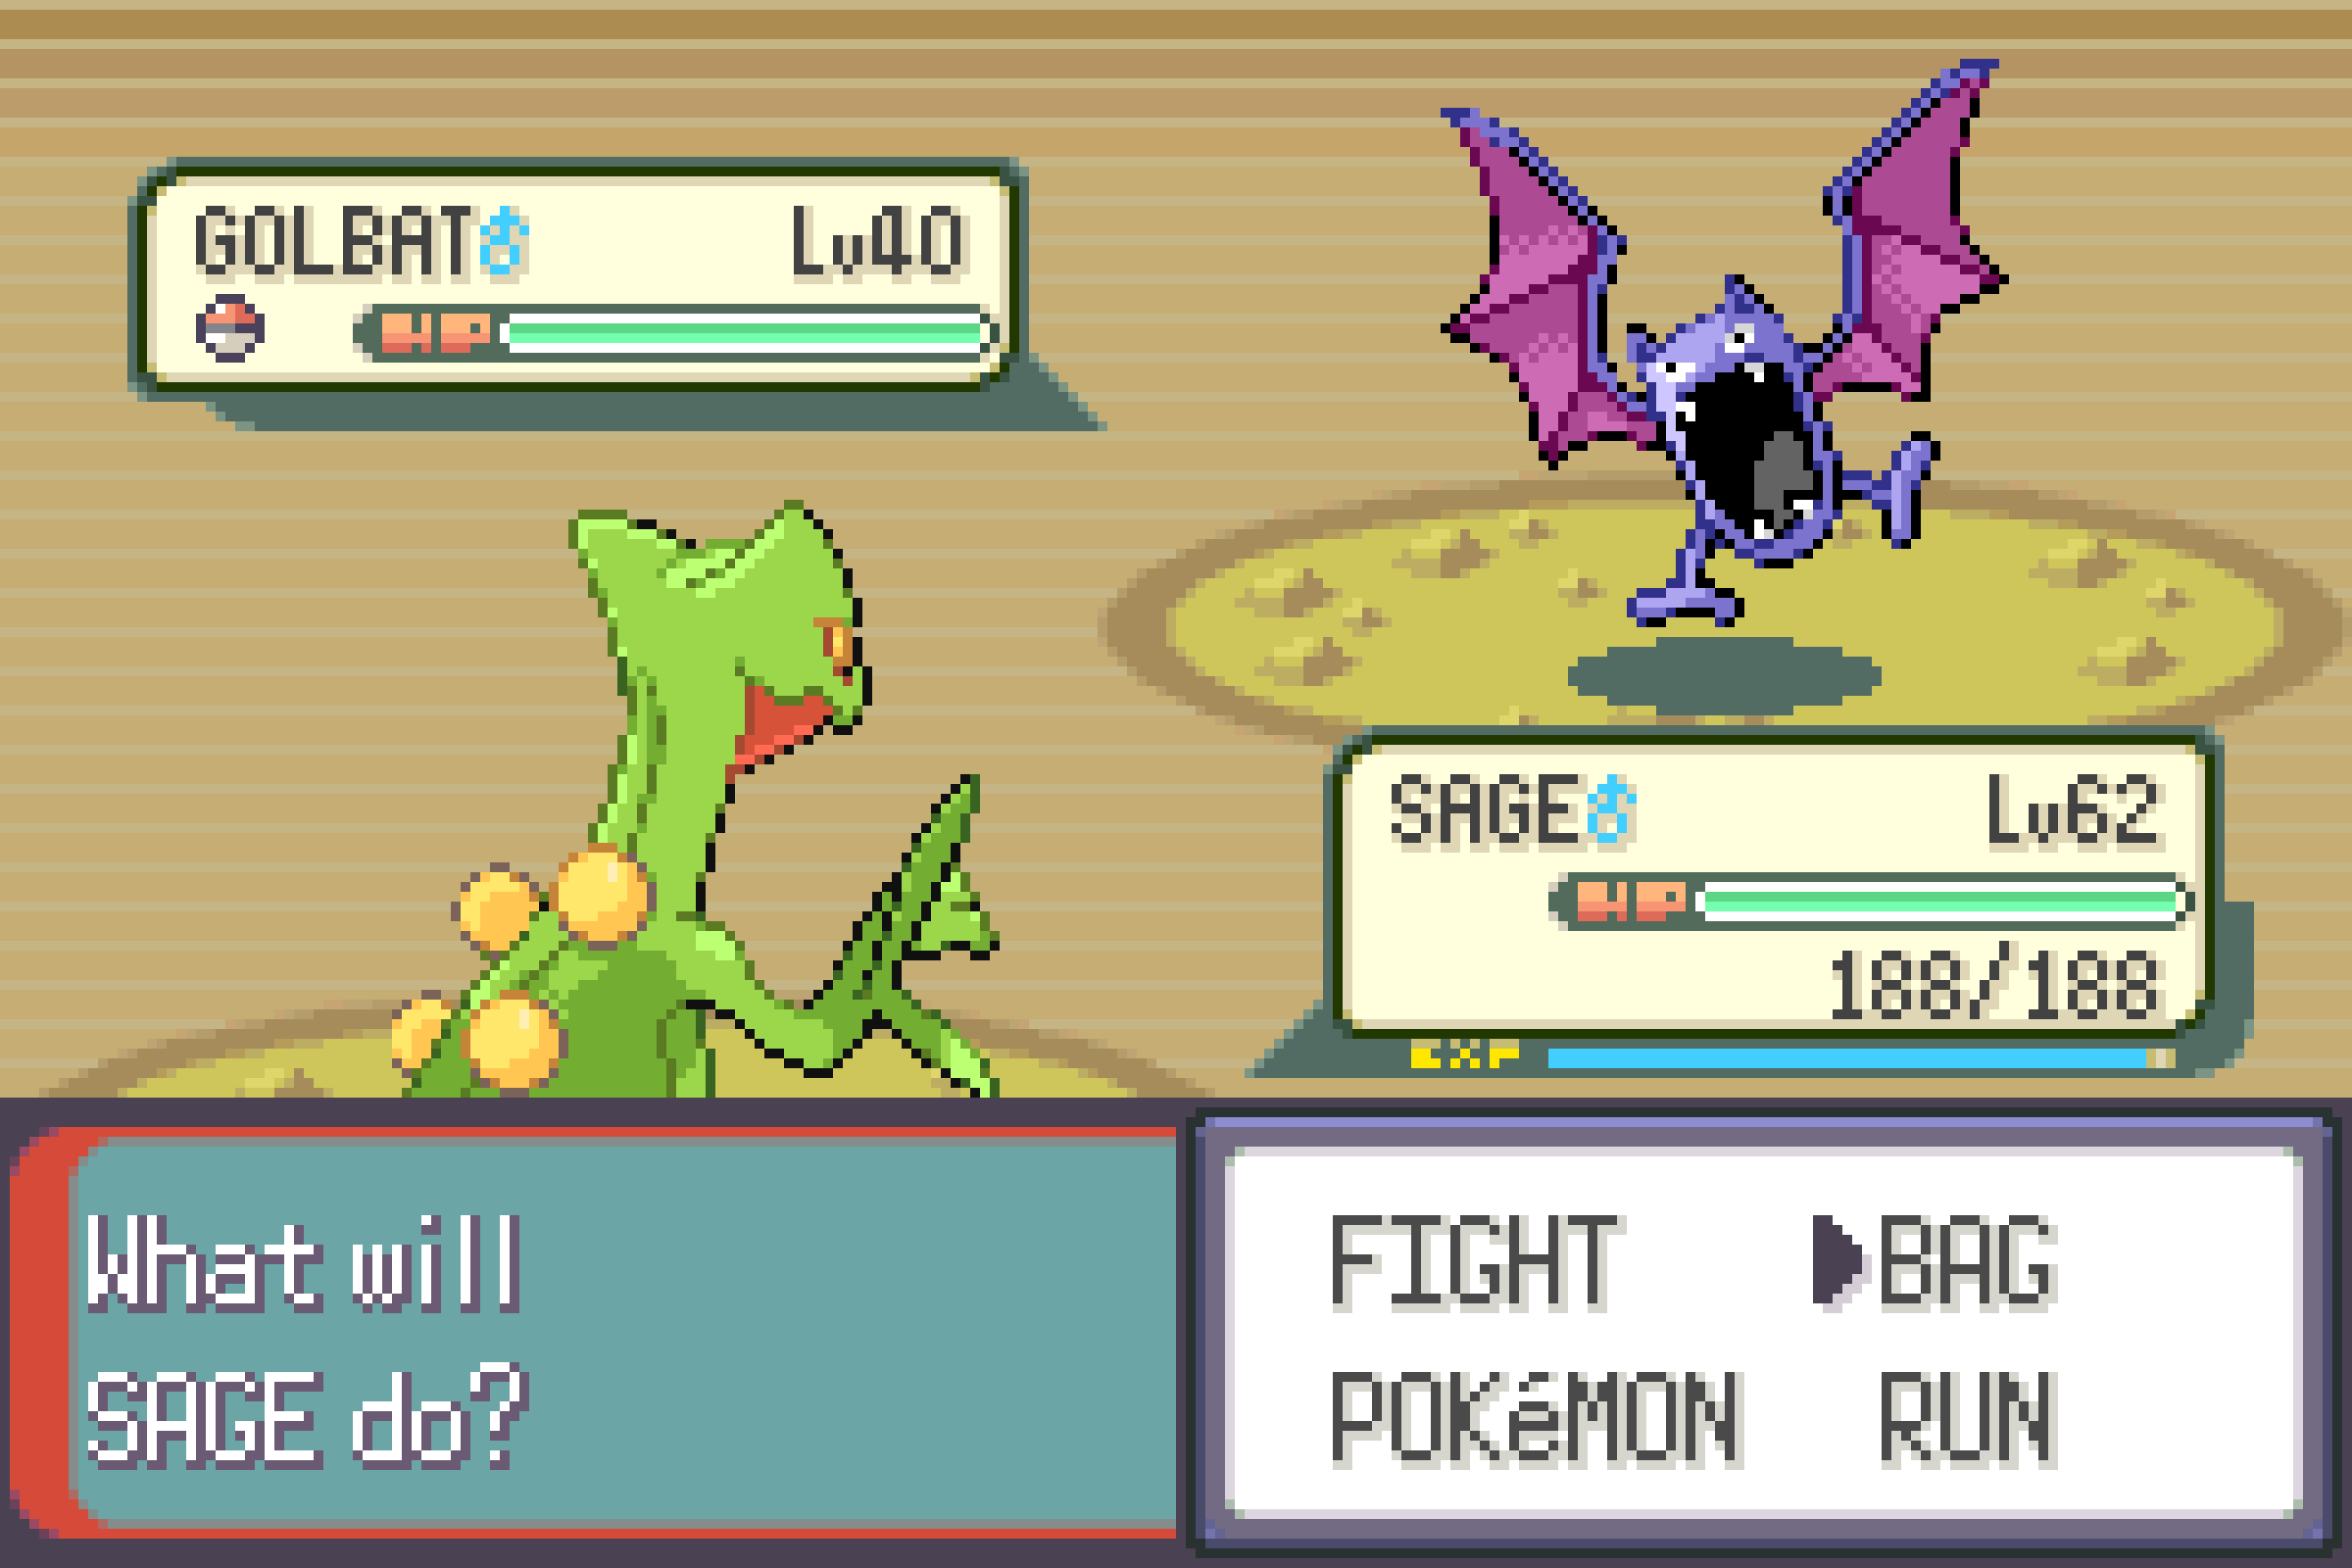 GOLBAT♂ Lv40
HP
SAGE♂ Lv62
HP
188/188
EXP
What will
SAGE do?
FIGHT ▶BAG
POKéMON RUN